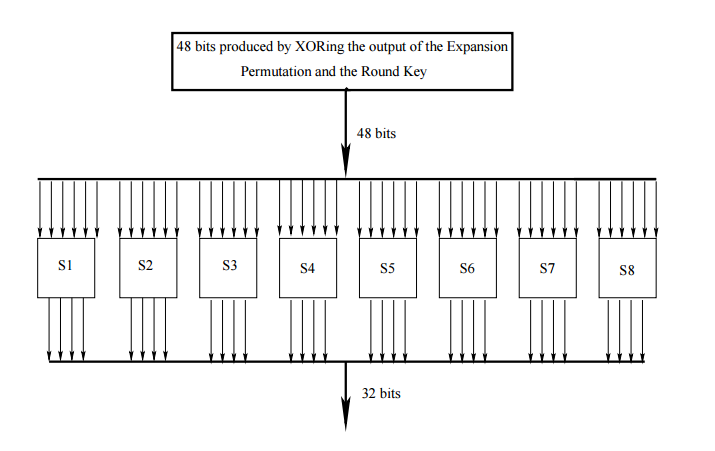 48 bits produced by XORing the output of the Expansion
Permutation and the Round Key
48 bits
S1 S2 S3 S4 S5 S6 S7 S8
32 bits